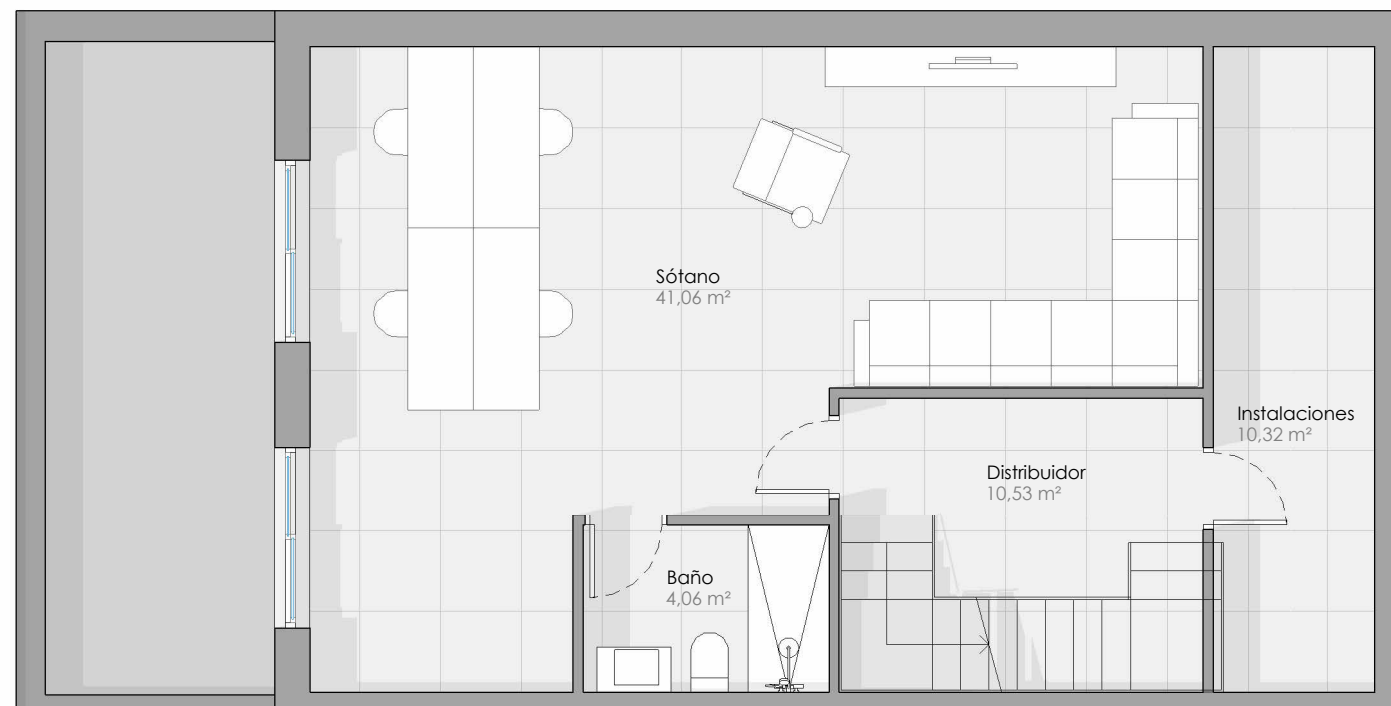 Sótano
41,06 m²
Instalaciones
10,32 m²
Distribuidor
10,53 m²
Baño
4,06 m²